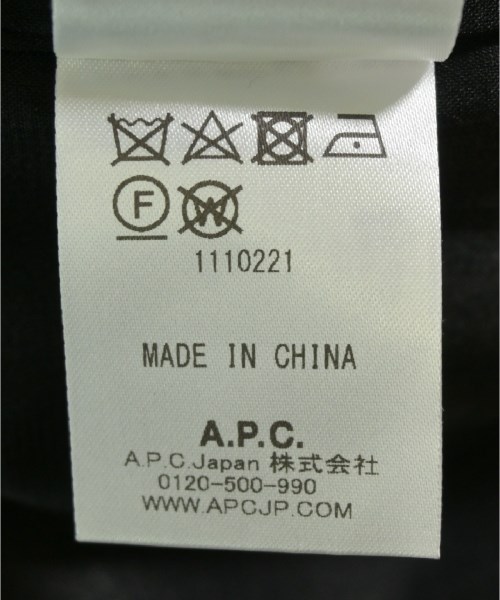 F W
1110221
MADE IN CHINA
A.P.C.
A.P.C.Japan 株式会社
0120-500-990
WWW.APCJP.COM